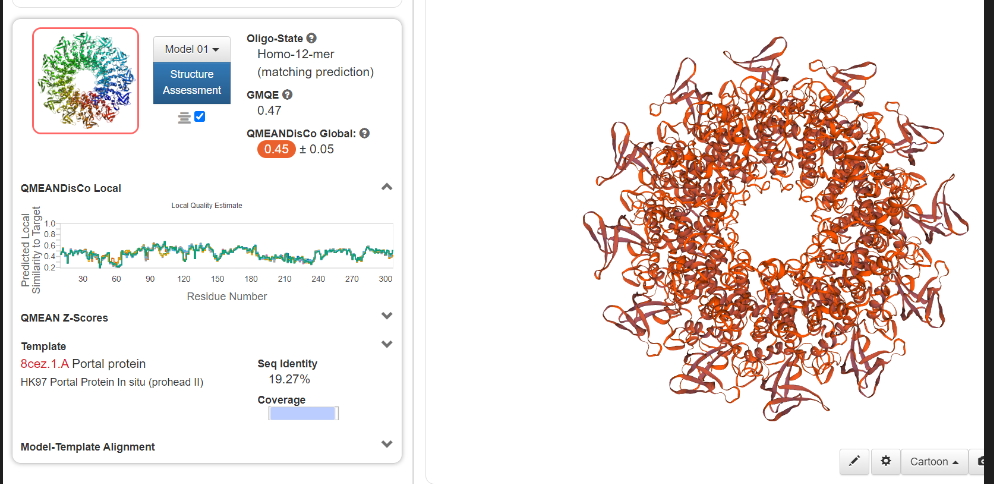 Model 01
Structure
Assessment
Oligo-State
Homo-12-mer
(matching prediction)
GMQE
0.47
QMEANDisCo Global:
0.45 ± 0.05
QMEANDisCo Local
Local Quality Estimate
Predicted Local
Similarity to Target
1.0
0.8
0.6
0.4
0.2
30 60 90 120 150 180 210 240 270 300
Residue Number
QMEAN Z-Scores
Template
8cez.1.A Portal protein
HK97 Portal Protein In situ (prohead II)
Seq Identity
19.27%
Coverage
Model-Template Alignment
Cartoon